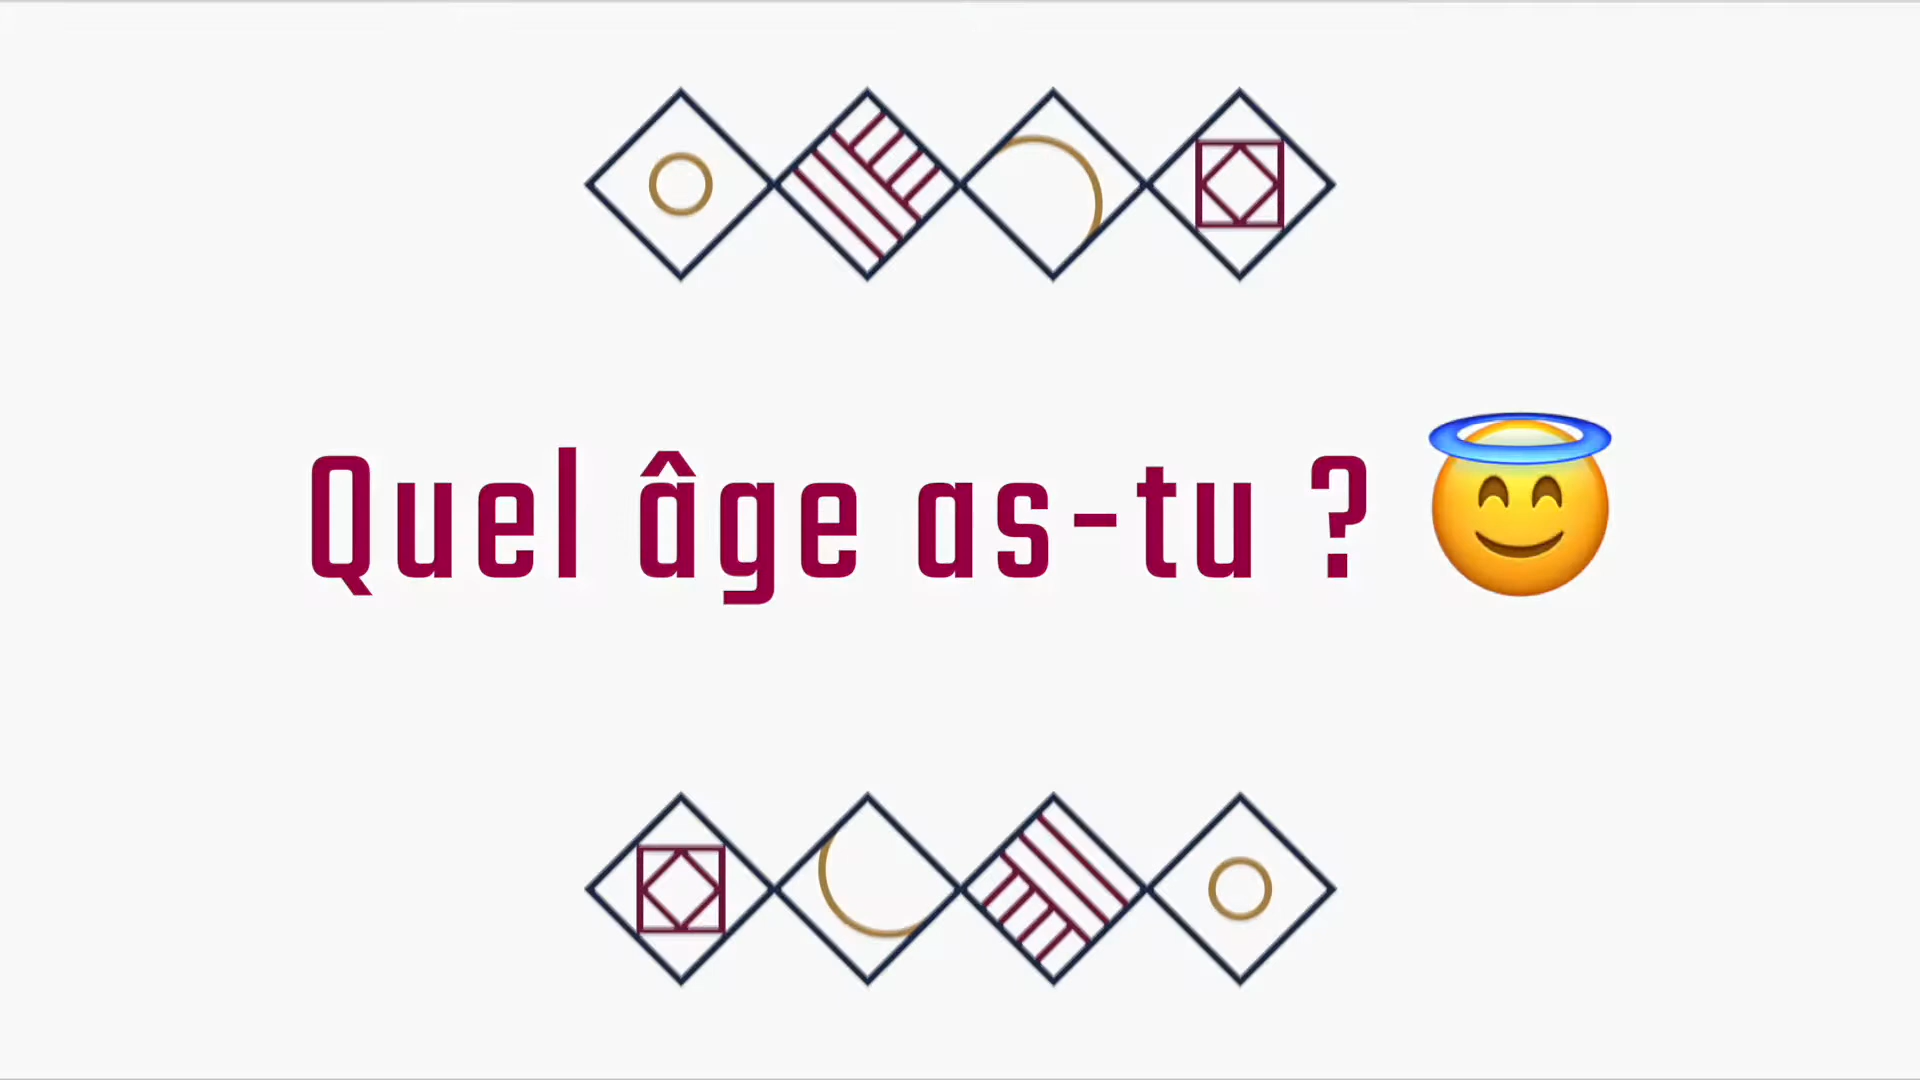 Quel âge as-tu ? 😇